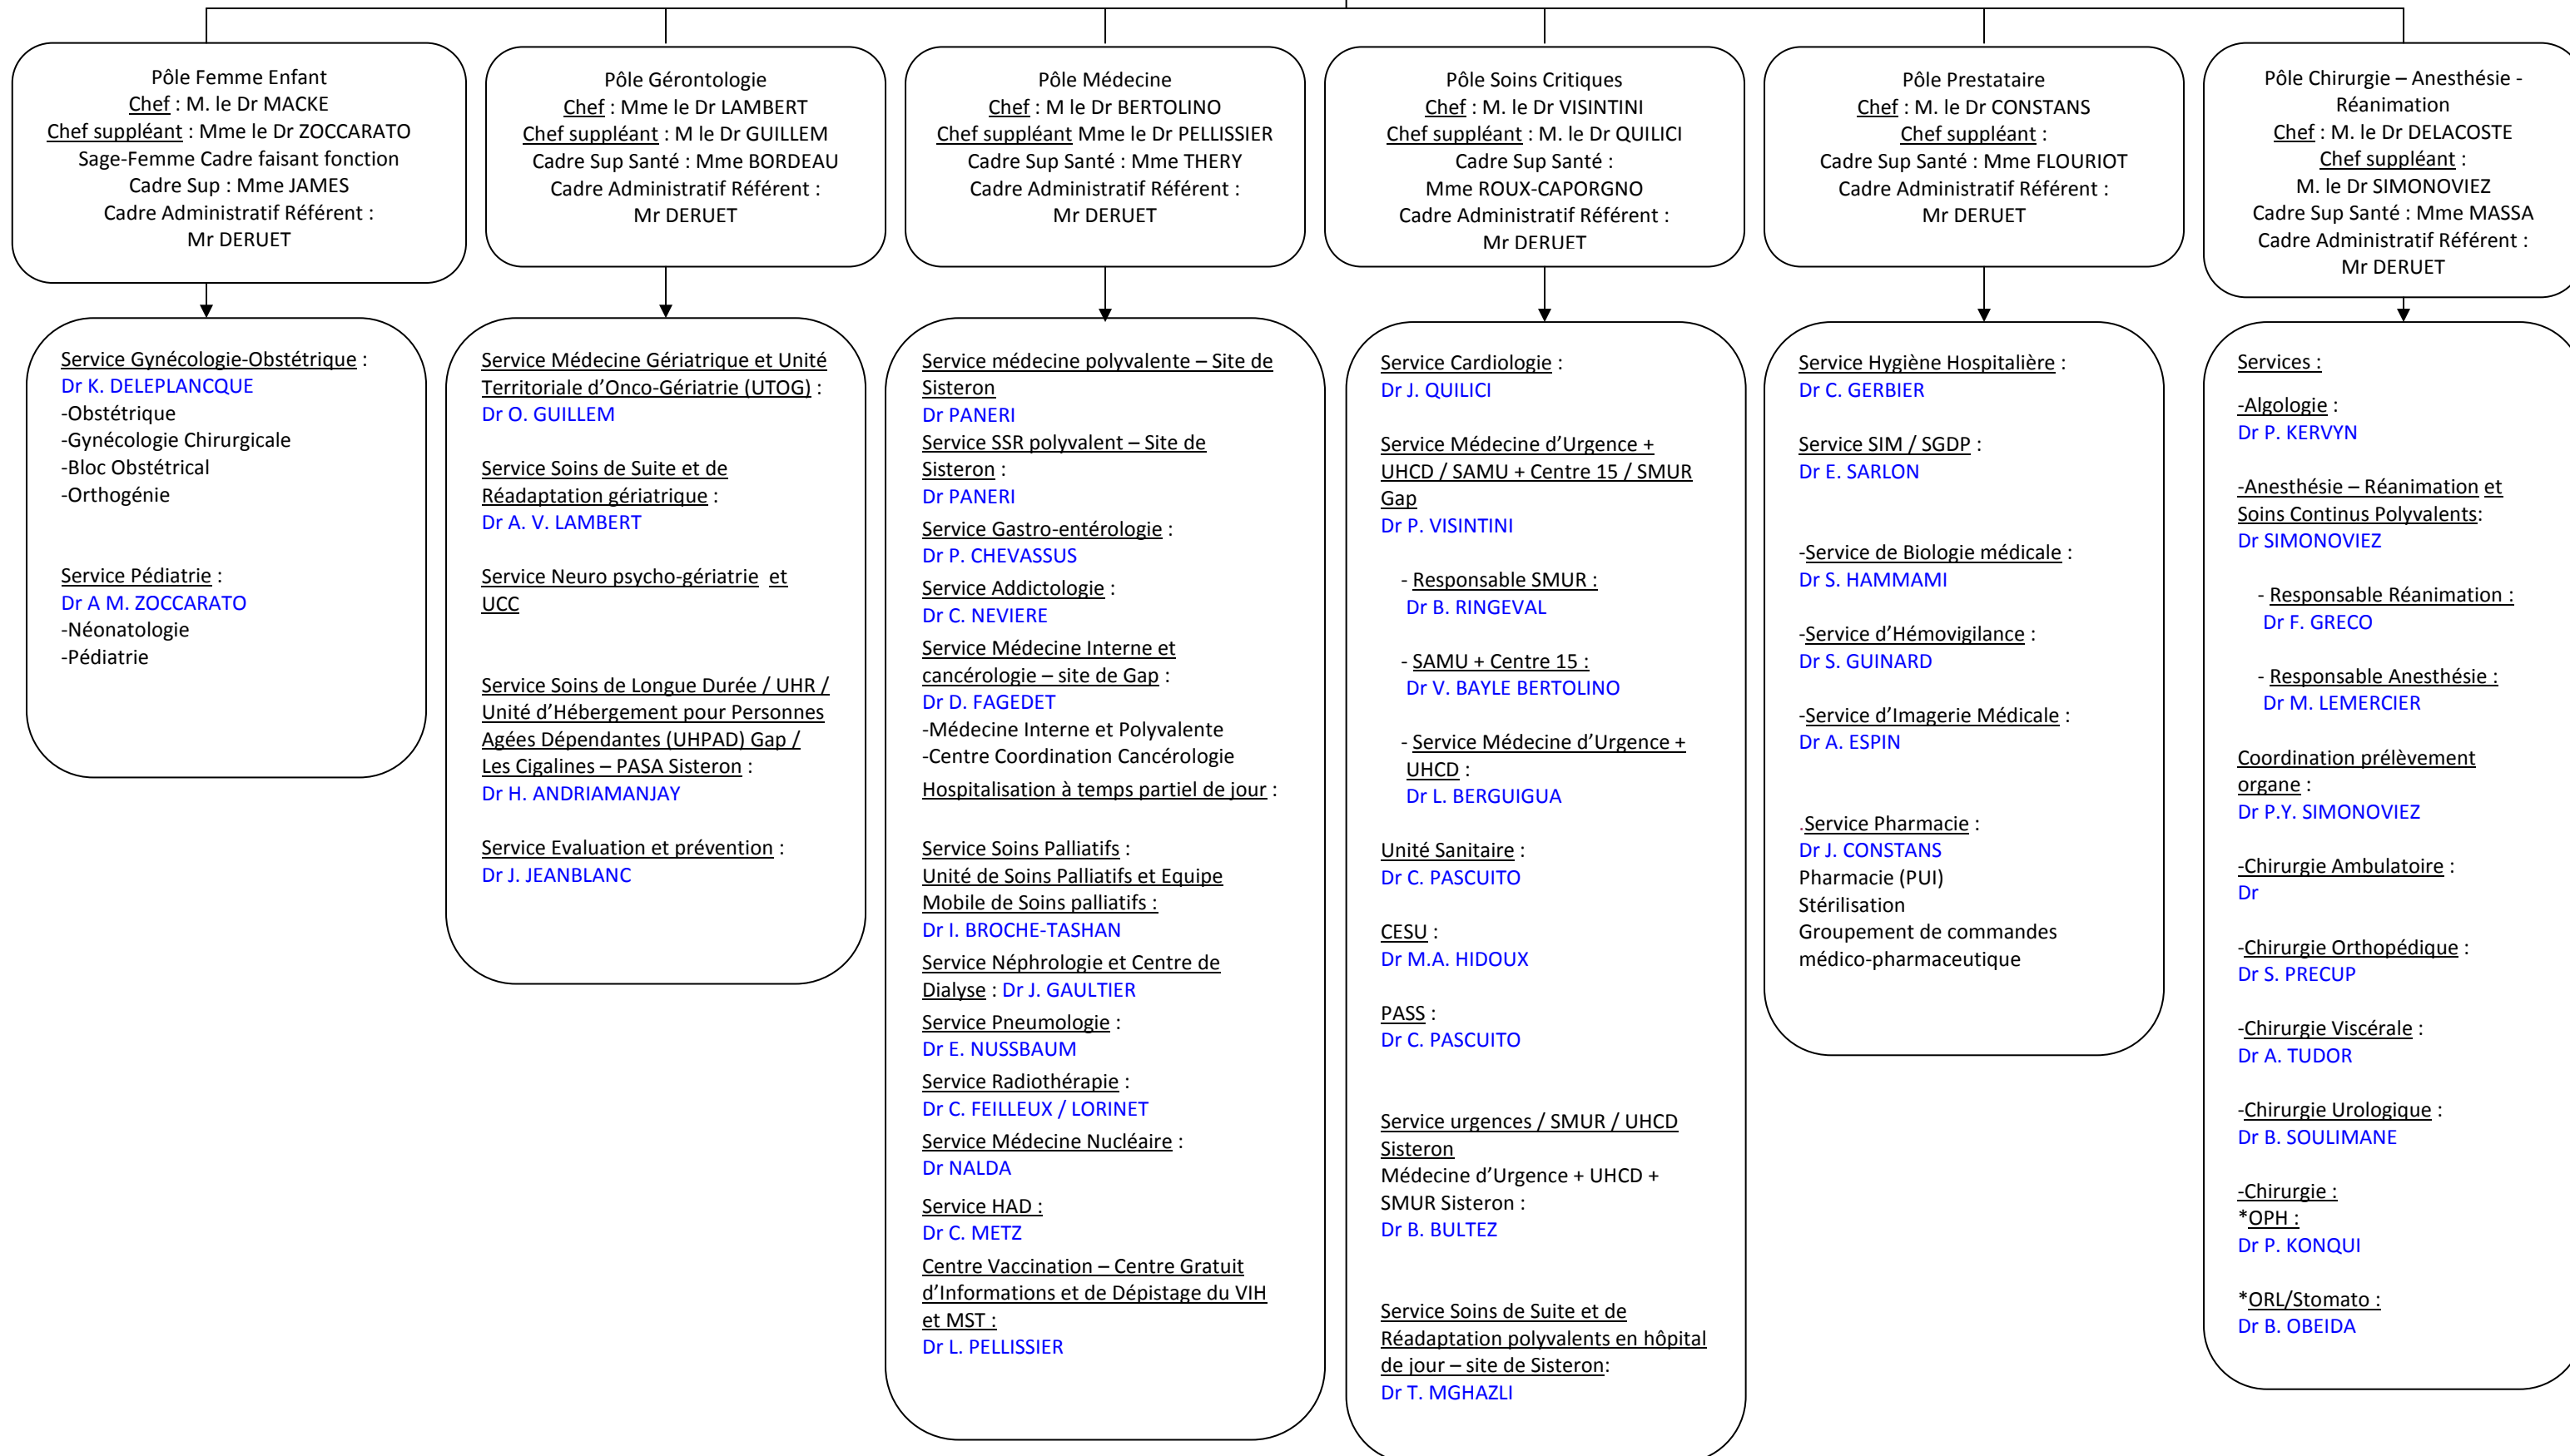 Pôle Femme Enfant
Chef : M. le Dr MACKE
Chef suppléant : Mme le Dr ZOCCARATO
Sage-Femme Cadre faisant fonction
Cadre Sup : Mme JAMES
Cadre Administratif Référent :
Mr DERUET
Pôle Gérontologie
Chef : Mme le Dr LAMBERT
Chef suppléant : M le Dr GUILLEM
Cadre Sup Santé : Mme BORDEAU
Cadre Administratif Référent :
Mr DERUET
Pôle Médecine
Chef : M le Dr BERTOLINO
Chef suppléant Mme le Dr PELLISSIER
Cadre Sup Santé : Mme THERY
Cadre Administratif Référent :
Mr DERUET
Pôle Soins Critiques
Chef : M. le Dr VISINTINI
Chef suppléant : M. le Dr QUILICI
Cadre Sup Santé :
Mme ROUX-CAPORGNO
Cadre Administratif Référent :
Mr DERUET
Pôle Prestataire
Chef : M. le Dr CONSTANS
Chef suppléant :
Cadre Sup Santé : Mme FLOURIOT
Cadre Administratif Référent :
Mr DERUET
Pôle Chirurgie – Anesthésie -
Réanimation
Chef : M. le Dr DELACOSTE
Chef suppléant :
M. le Dr SIMONOVIEZ
Cadre Sup Santé : Mme MASSA
Cadre Administratif Référent :
Mr DERUET
Service Gynécologie-Obstétrique :
Dr K. DELEPLANCQUE
-Obstétrique
-Gynécologie Chirurgicale
-Bloc Obstétrical
-Orthogénie
Service Pédiatrie :
Dr A M. ZOCCARATO
-Néonatologie
-Pédiatrie
Service Médecine Gériatrique et Unité
Territoriale d’Onco-Gériatrie (UTOG) :
Dr O. GUILLEM
Service Soins de Suite et de
Réadaptation gériatrique :
Dr A. V. LAMBERT
Service Neuro psycho-gériatrie et
UCC
Service Soins de Longue Durée / UHR /
Unité d’Hébergement pour Personnes
Agées Dépendantes (UHPAD) Gap /
Les Cigalines – PASA Sisteron :
Dr H. ANDRIAMANJAY
Service Evaluation et prévention :
Dr J. JEANBLANC
Service médecine polyvalente – Site de
Sisteron
Dr PANERI
Service SSR polyvalent – Site de
Sisteron :
Dr PANERI
Service Gastro-entérologie :
Dr P. CHEVASSUS
Service Addictologie :
Dr C. NEVIERE
Service Médecine Interne et
cancérologie – site de Gap :
Dr D. FAGEDET
-Médecine Interne et Polyvalente
-Centre Coordination Cancérologie
Hospitalisation à temps partiel de jour :
Service Soins Palliatifs :
Unité de Soins Palliatifs et Equipe
Mobile de Soins palliatifs :
Dr I. BROCHE-TASHAN
Service Néphrologie et Centre de
Dialyse : Dr J. GAULTIER
Service Pneumologie :
Dr E. NUSSBAUM
Service Radiothérapie :
Dr C. FEILLEUX / LORINET
Service Médecine Nucléaire :
Dr NALDA
Service HAD :
Dr C. METZ
Centre Vaccination – Centre Gratuit
d’Informations et de Dépistage du VIH
et MST :
Dr L. PELLISSIER
Service Cardiologie :
Dr J. QUILICI
Service Médecine d’Urgence +
UHCD / SAMU + Centre 15 / SMUR
Gap
Dr P. VISINTINI
- Responsable SMUR :
Dr B. RINGEVAL
- SAMU + Centre 15 :
Dr V. BAYLE BERTOLINO
- Service Médecine d’Urgence +
UHCD :
Dr L. BERGUIGUA
Unité Sanitaire :
Dr C. PASCUITO
CESU :
Dr M.A. HIDOUX
PASS :
Dr C. PASCUITO
Service urgences / SMUR / UHCD
Sisteron
Médecine d’Urgence + UHCD +
SMUR Sisteron :
Dr B. BULTEZ
Service Soins de Suite et de
Réadaptation polyvalents en hôpital
de jour – site de Sisteron:
Dr T. MGHAZLI
Service Hygiène Hospitalière :
Dr C. GERBIER
Service SIM / SGDP :
Dr E. SARLON
-Service de Biologie médicale :
Dr S. HAMMAMI
-Service d’Hémovigilance :
Dr S. GUINARD
-Service d’Imagerie Médicale :
Dr A. ESPIN
.Service Pharmacie :
Dr J. CONSTANS
Pharmacie (PUI)
Stérilisation
Groupement de commandes
médico-pharmaceutique
Services :
-Algologie :
Dr P. KERVYN
-Anesthésie – Réanimation et
Soins Continus Polyvalents:
Dr SIMONOVIEZ
- Responsable Réanimation :
Dr F. GRECO
- Responsable Anesthésie :
Dr M. LEMERCIER
Coordination prélèvement
organe :
Dr P.Y. SIMONOVIEZ
-Chirurgie Ambulatoire :
Dr
-Chirurgie Orthopédique :
Dr S. PRECUP
-Chirurgie Viscérale :
Dr A. TUDOR
-Chirurgie Urologique :
Dr B. SOULIMANE
-Chirurgie :
*OPH :
Dr P. KONQUI
*ORL/Stomato :
Dr B. OBEIDA